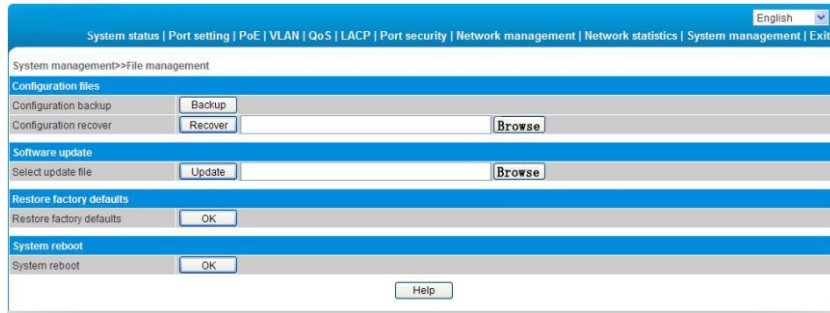 English
System status | Port setting | PoE | VLAN | QoS | LACP | Port security | Network management | Network statistics | System management | Exit
System management>>File management
Configuration files
Configuration backup Backup
Configuration recover Recover Browse
Software update
Select update file Update Browse
Restore factory defaults
Restore factory defaults OK
System reboot
System reboot OK
Help